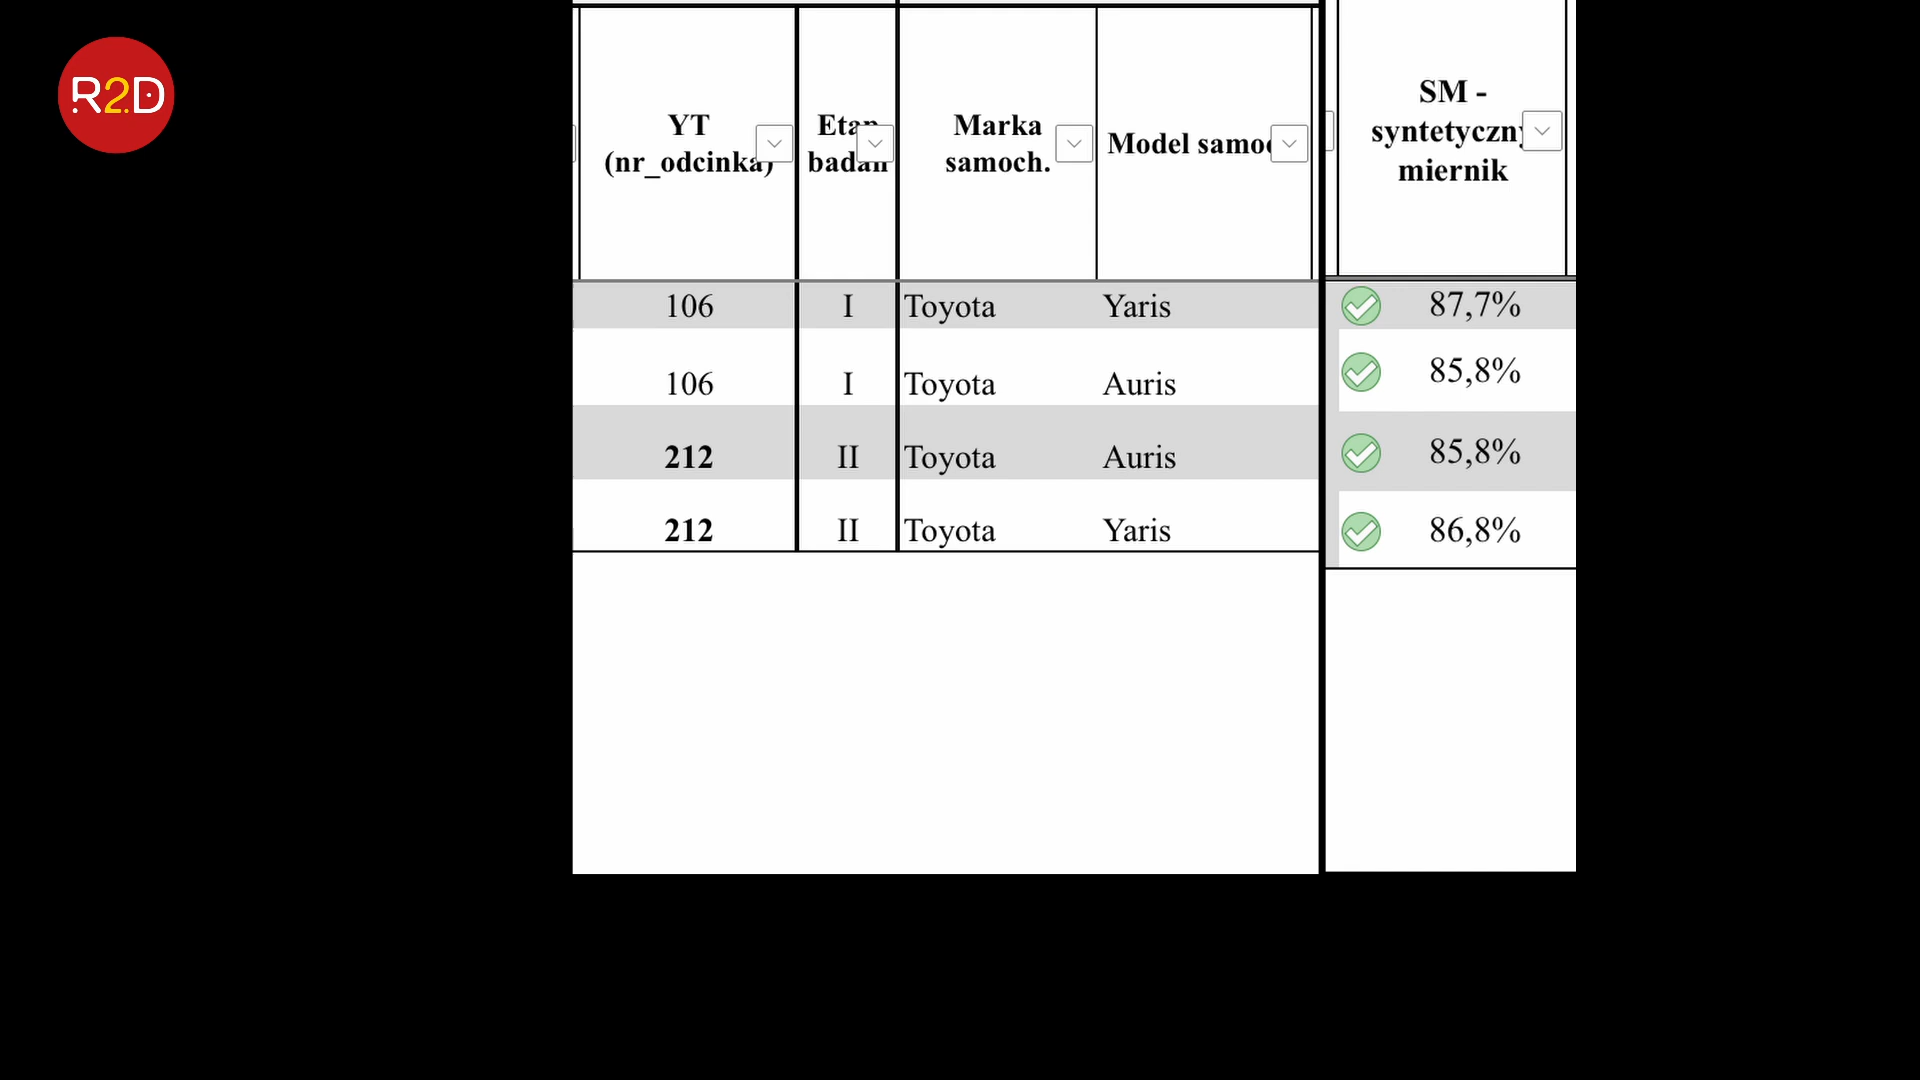 R2D
YT
(nr_odcinka)
Etap
badań
Marka
samoch.
Model samoc
SM -
syntetyczny
miernik
106 I Toyota Yaris 87,7%
106 I Toyota Auris 85,8%
212 II Toyota Auris 85,8%
212 II Toyota Yaris 86,8%